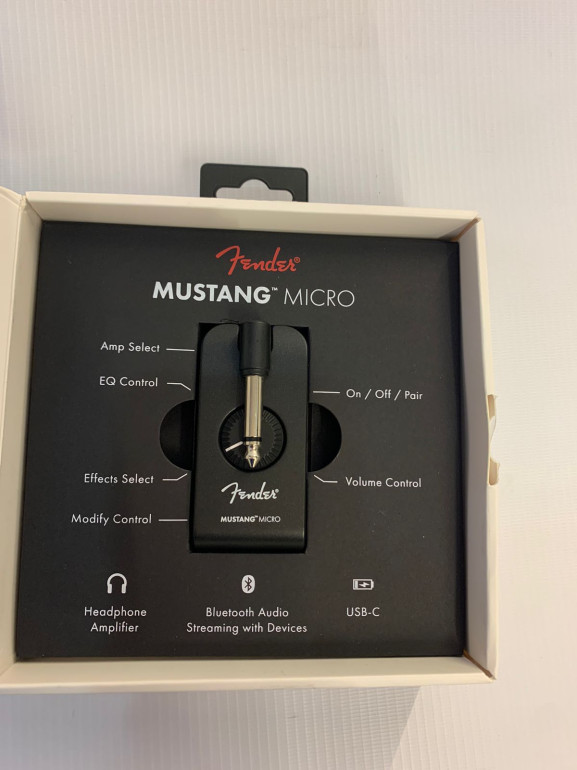 Fender®
MUSTANG™ MICRO
Amp Select
EQ Control
On / Off / Pair
Effects Select
Volume Control
Fender®
MUSTANG™ MICRO
Modify Control
Headphone
Amplifier
Bluetooth Audio
Streaming with Devices
USB-C